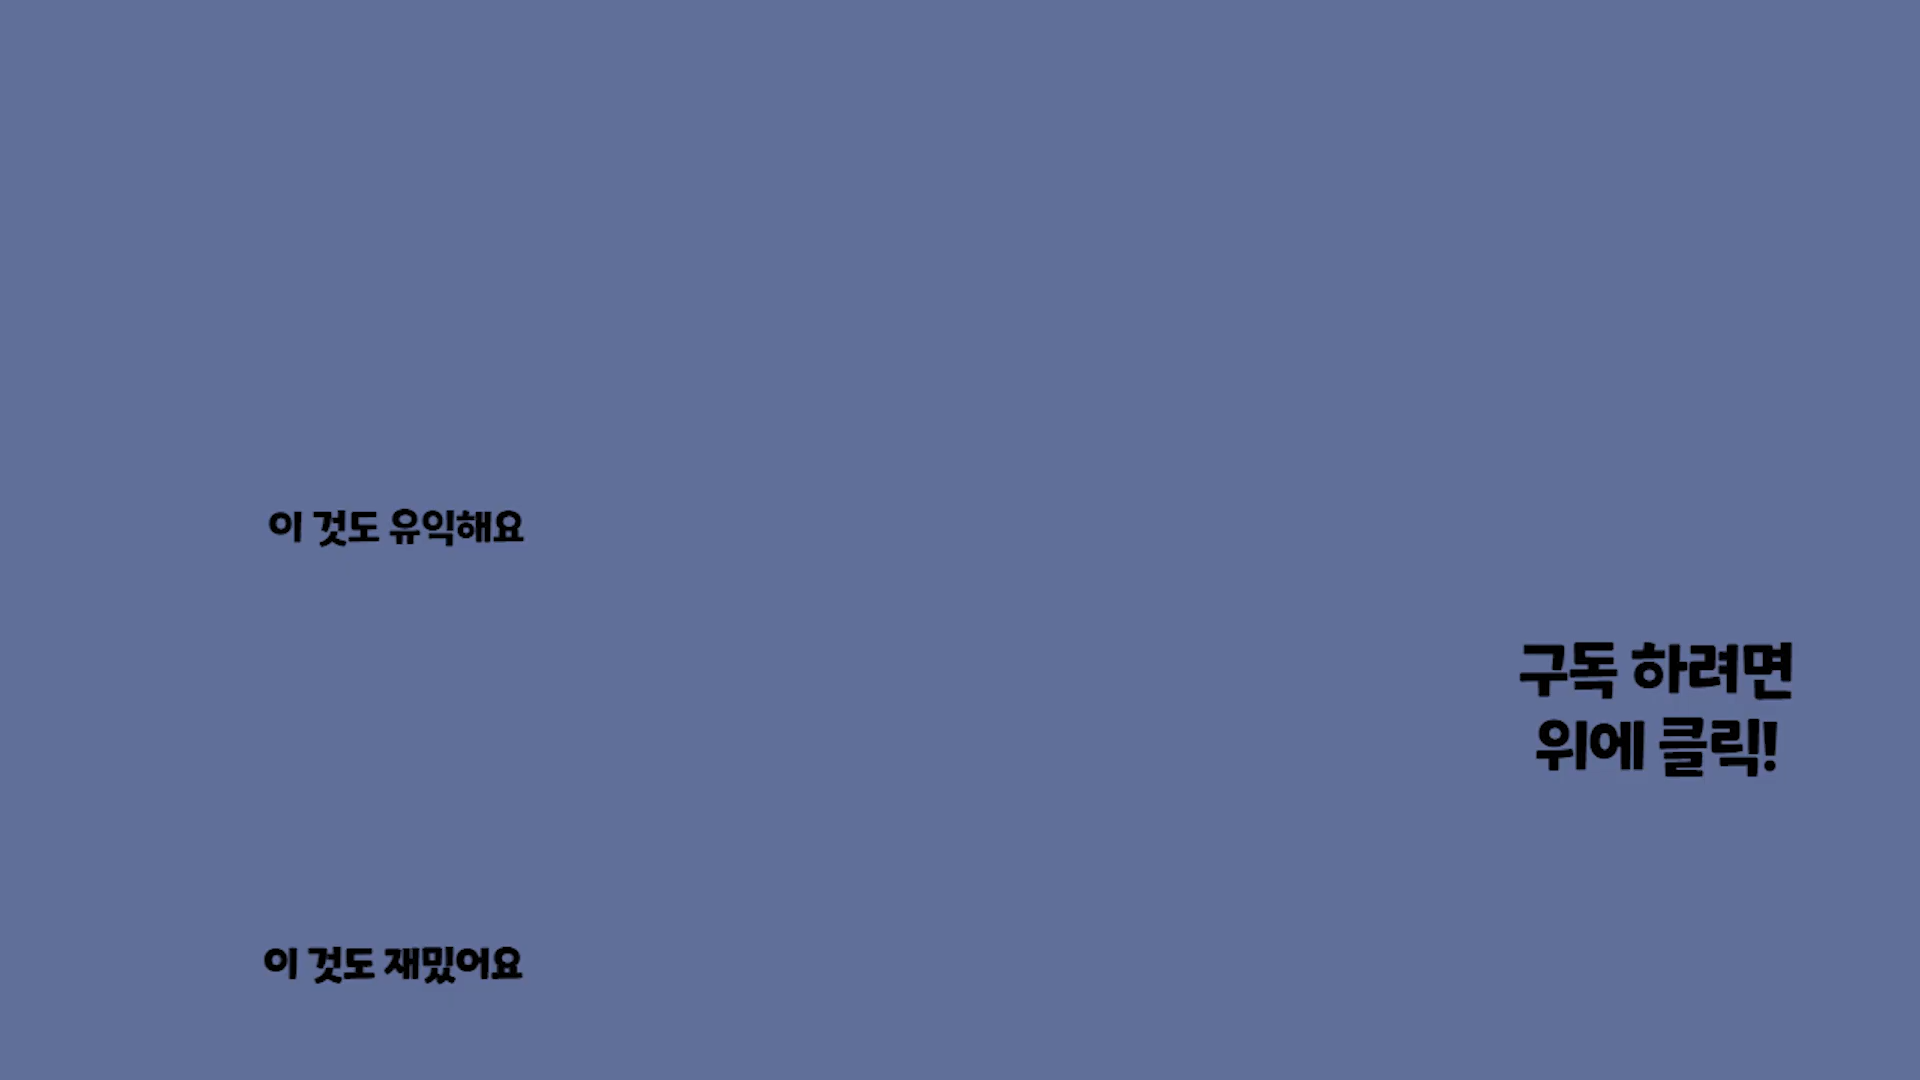 이 것도 유익해요
구독 하려면
위에 클릭!
이 것도 재밌어요